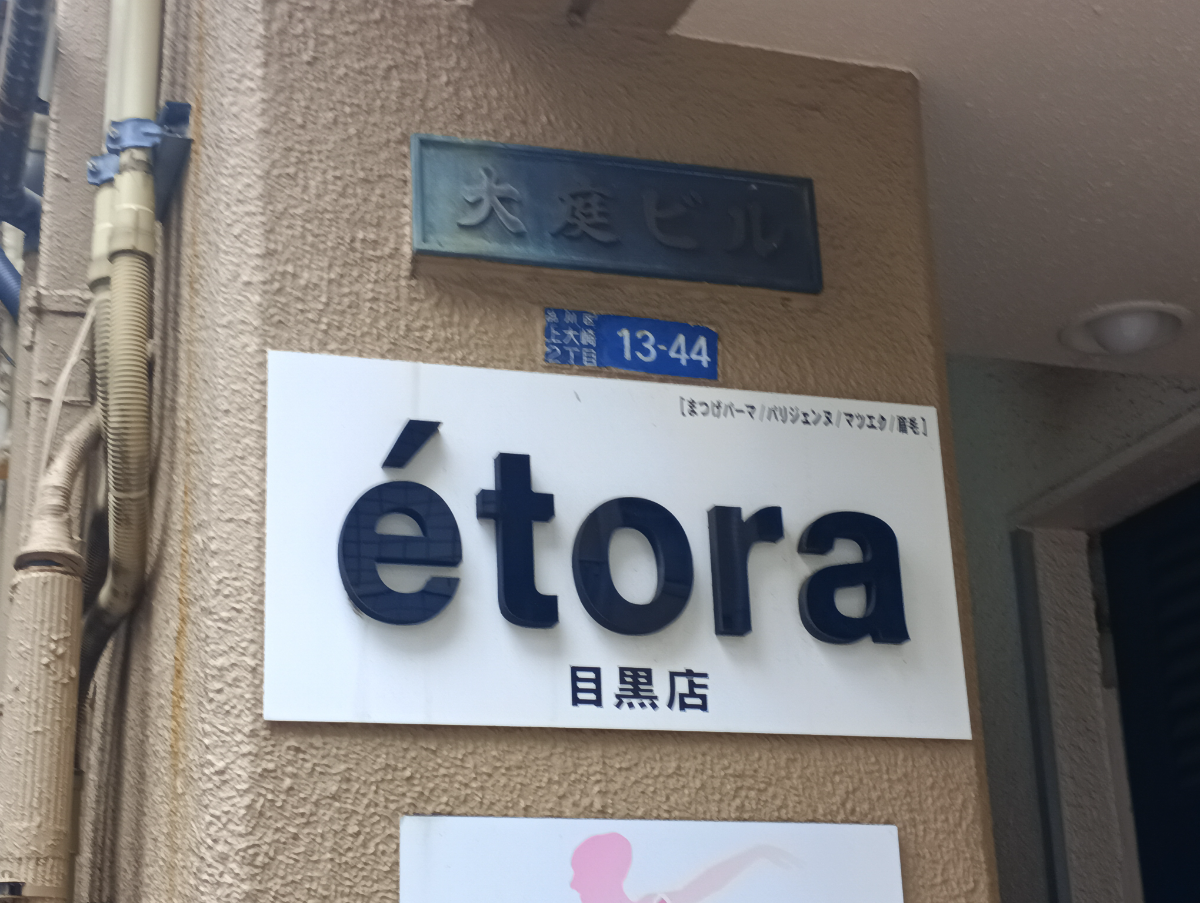 大庭ビル
品川区
上大崎
2丁目
13-44
[まつげパーマ/パリジェンヌ/マツエク/眉毛]
étora
目黒店